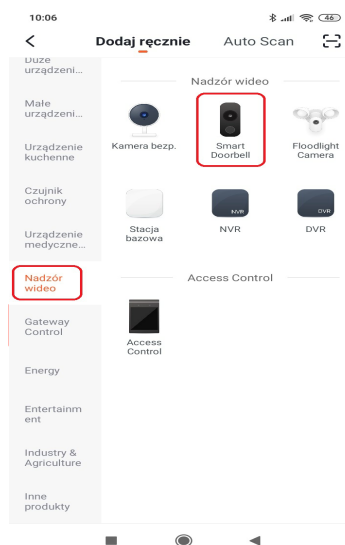 10:06
46
Dodaj ręcznie
Auto Scan
Duże
urządzeni...
Małe
urządzeni...
Urządzenie
kuchenne
Czujnik
ochrony
Urządzenie
medyczne...
Nadzór
wideo
Gateway
Control
Energy
Entertainm
ent
Industry &
Agriculture
Inne
produkty
Nadzór wideo
Kamera bezp.
Smart
Doorbell
Floodlight
Camera
Stacja
bazowa
NVR
NVR
DVR
DVR
Access Control
Access
Control